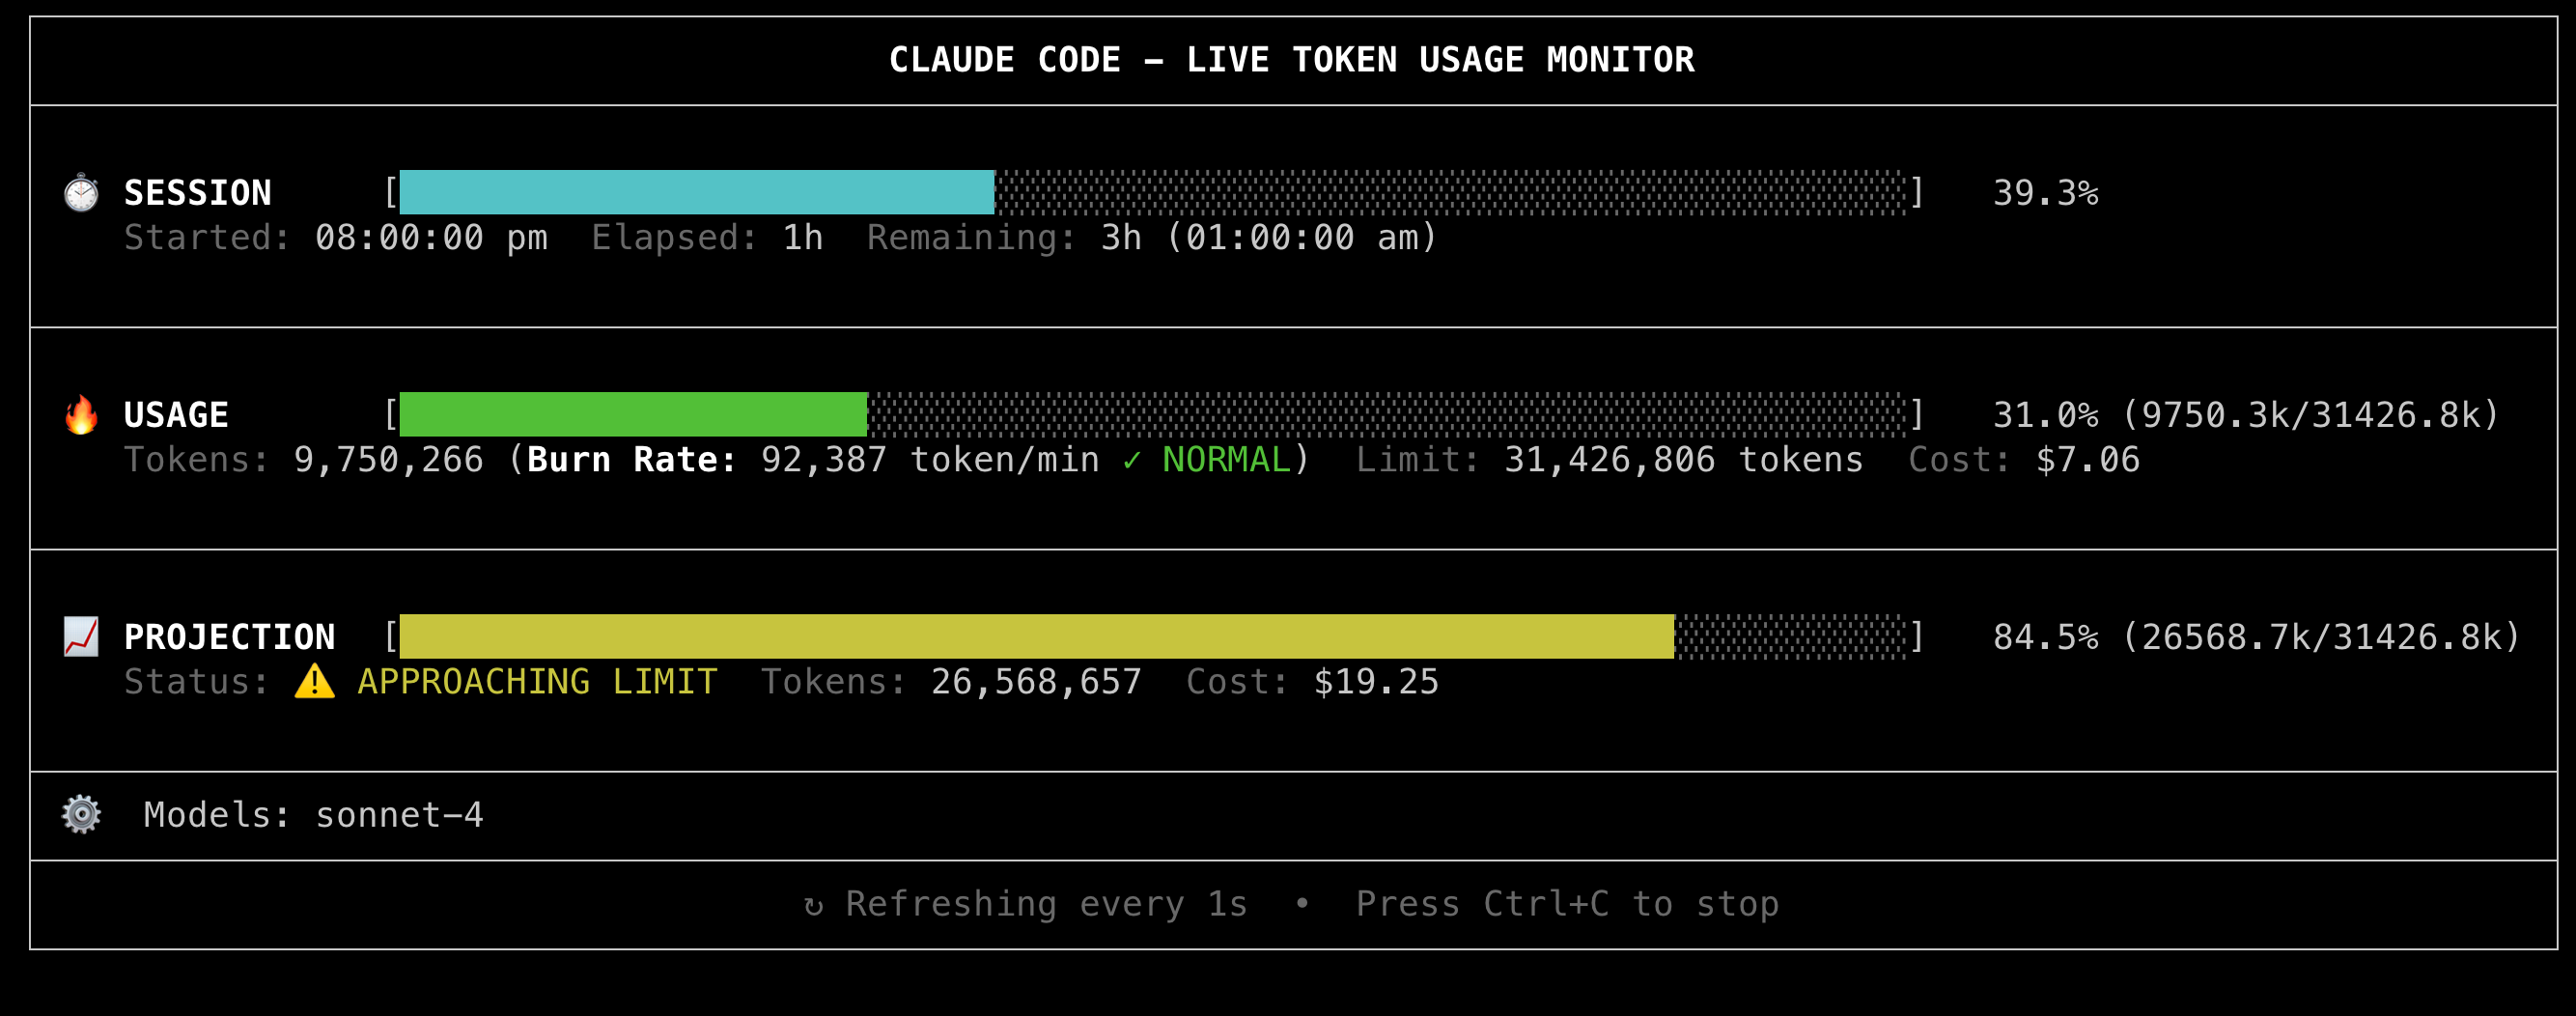 CLAUDE CODE – LIVE TOKEN USAGE MONITOR
SESSION [] 39.3%
Started: 08:00:00 pm Elapsed: 1h Remaining: 3h (01:00:00 am)
USAGE [] 31.0% (9750.3k/31426.8k)
Tokens: 9,750,266 (Burn Rate: 92,387 token/min ✓ NORMAL) Limit: 31,426,806 tokens Cost: $7.06
PROJECTION [] 84.5% (26568.7k/31426.8k)
Status: ⚠️ APPROACHING LIMIT Tokens: 26,568,657 Cost: $19.25
Models: sonnet–4
↻ Refreshing every 1s • Press Ctrl+C to stop